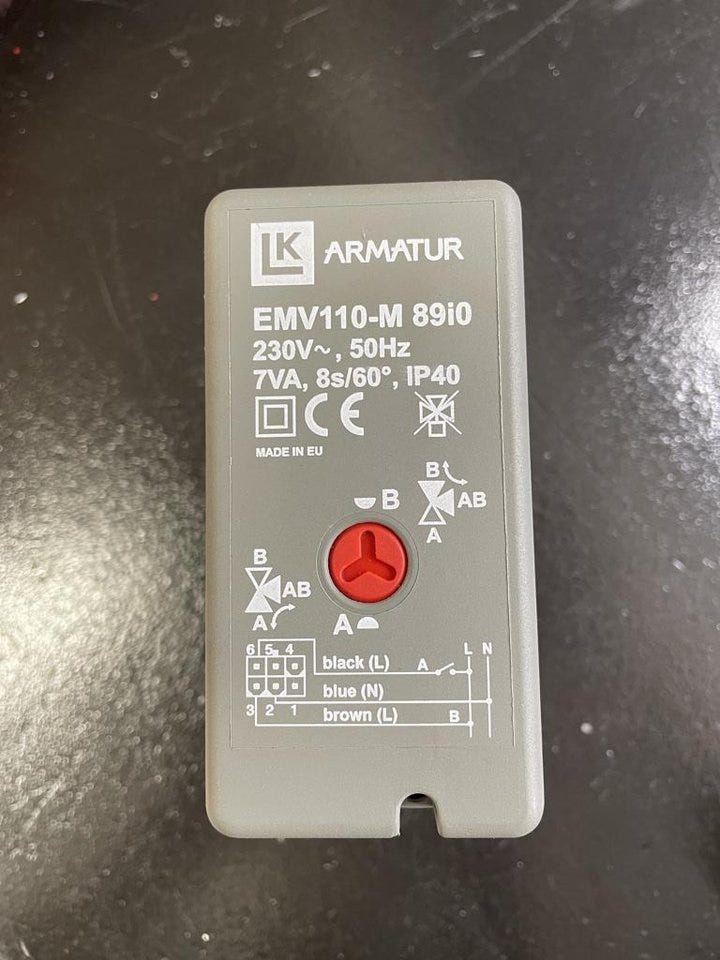 LK ARMATUR
EMV110-M 89i0
230V~, 50Hz
7VA, 8s/60°, IP40
CE
MADE IN EU
B
AB
A
B
B
AB
A
A
6 5 4
3 2 1
black (L)
A
L N
blue (N)
brown (L)
B